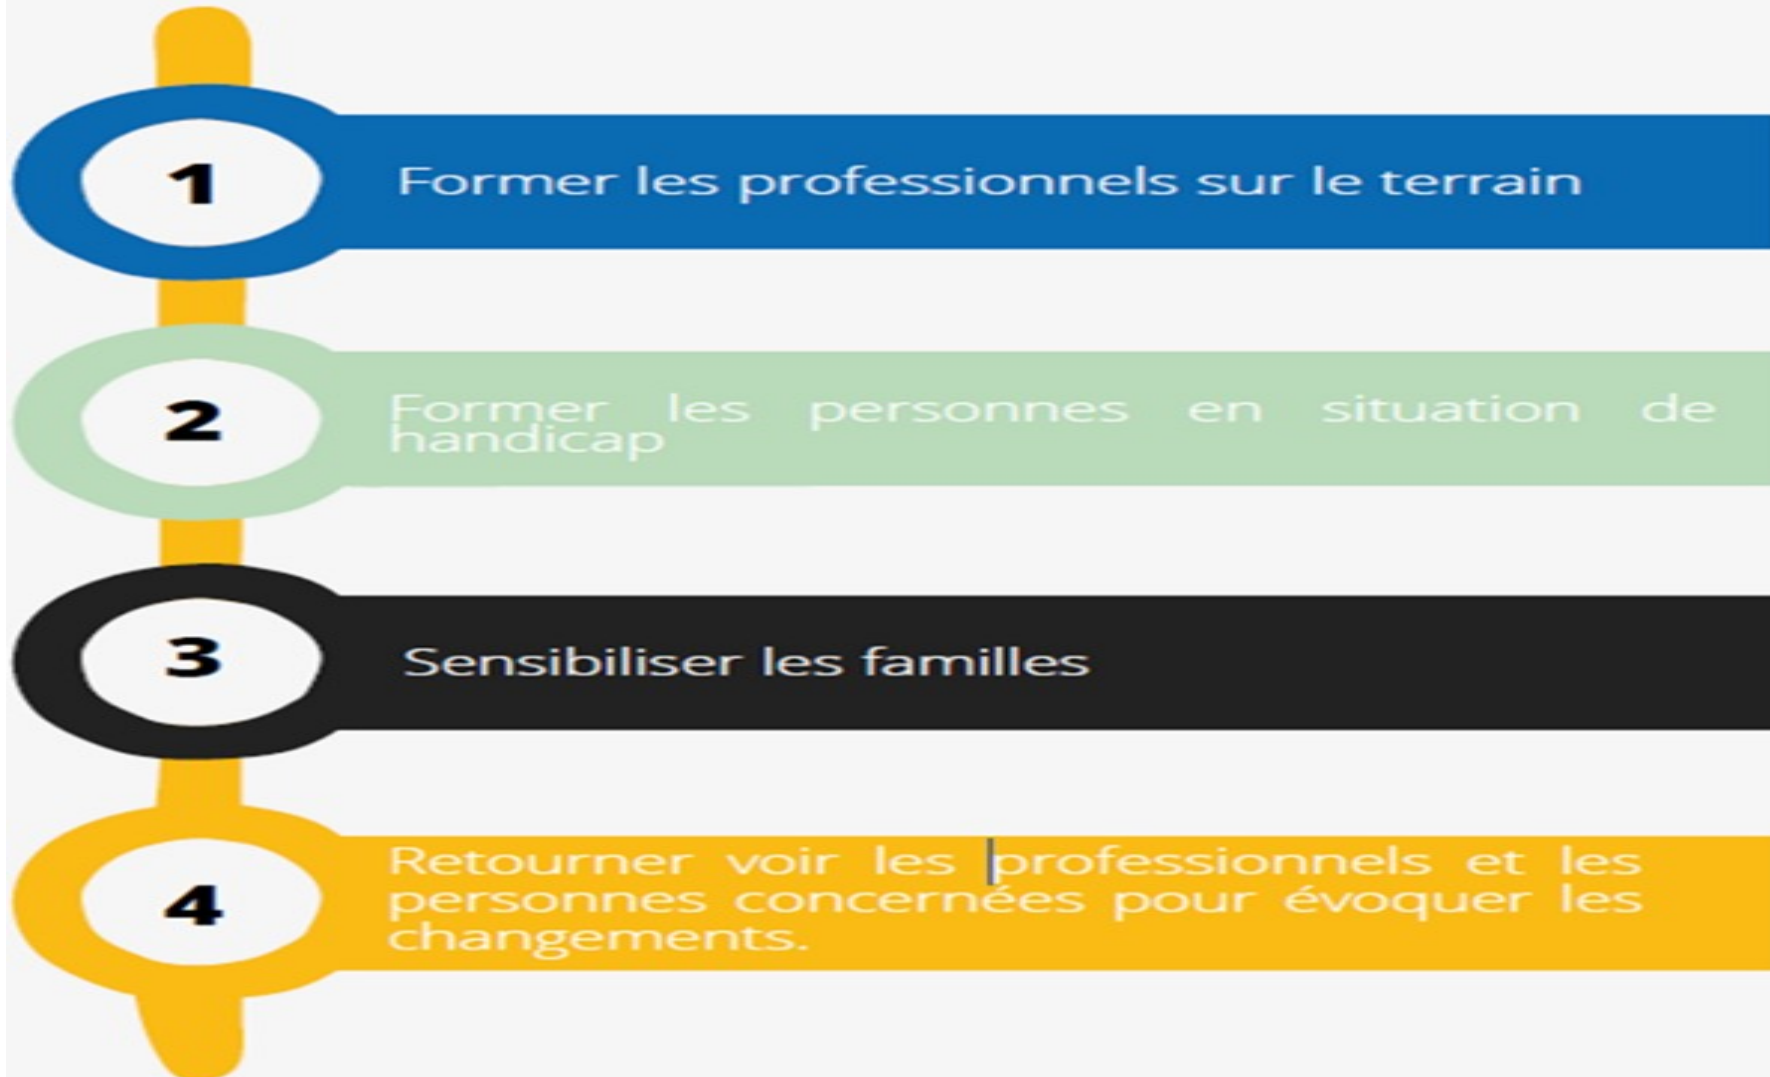 1
Former les professionnels sur le terrain
2
Former les personnes en situation de
handicap
3
Sensibiliser les familles
4
Retourner voir les professionnels et les
personnes concernées pour évoquer les
changements.